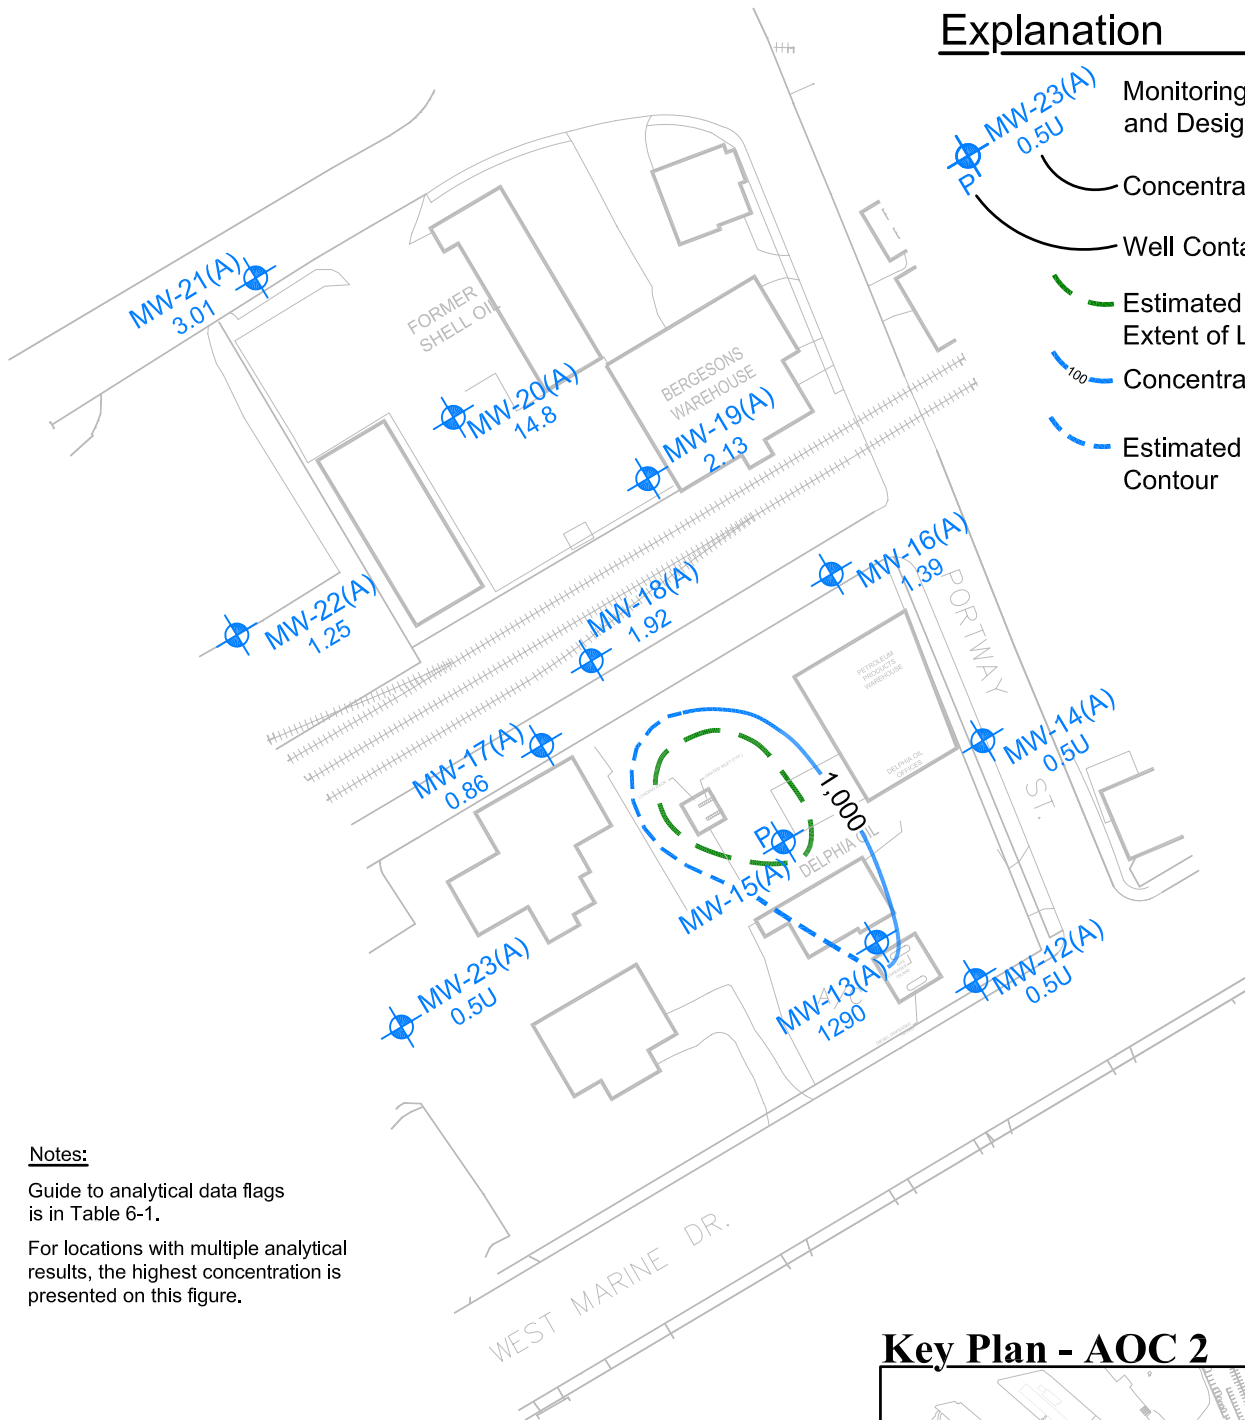 Explanation
MW-23(A)
0.5U
P
Monitoring
and Desig
Concentra
Well Conta
Estimated
Extent of L
100
Concentra
Estimated
Contour
MW-21(A)
3.01
FORMER
SHELL OIL
BERGESONS
WAREHOUSE
MW-20(A)
14.8
MW-19(A)
2.13
MW-16(A)
1.39
MW-22(A)
1.25
MW-18(A)
1.92
PORTWAY ST.
PETROLEUM
PRODUCTS
WAREHOUSE
MW-14(A)
0.5U
MW-17(A)
0.86
DELPHIA OIL
OFFICES
1,000
P
DELPHIA OIL
MW-15(A)
MW-23(A)
0.5U
MW-13(A)
1290
MW-12(A)
0.5U
Notes:
Guide to analytical data flags
is in Table 6-1.
For locations with multiple analytical
results, the highest concentration is
presented on this figure.
WEST MARINE DR.
Key Plan - AOC 2